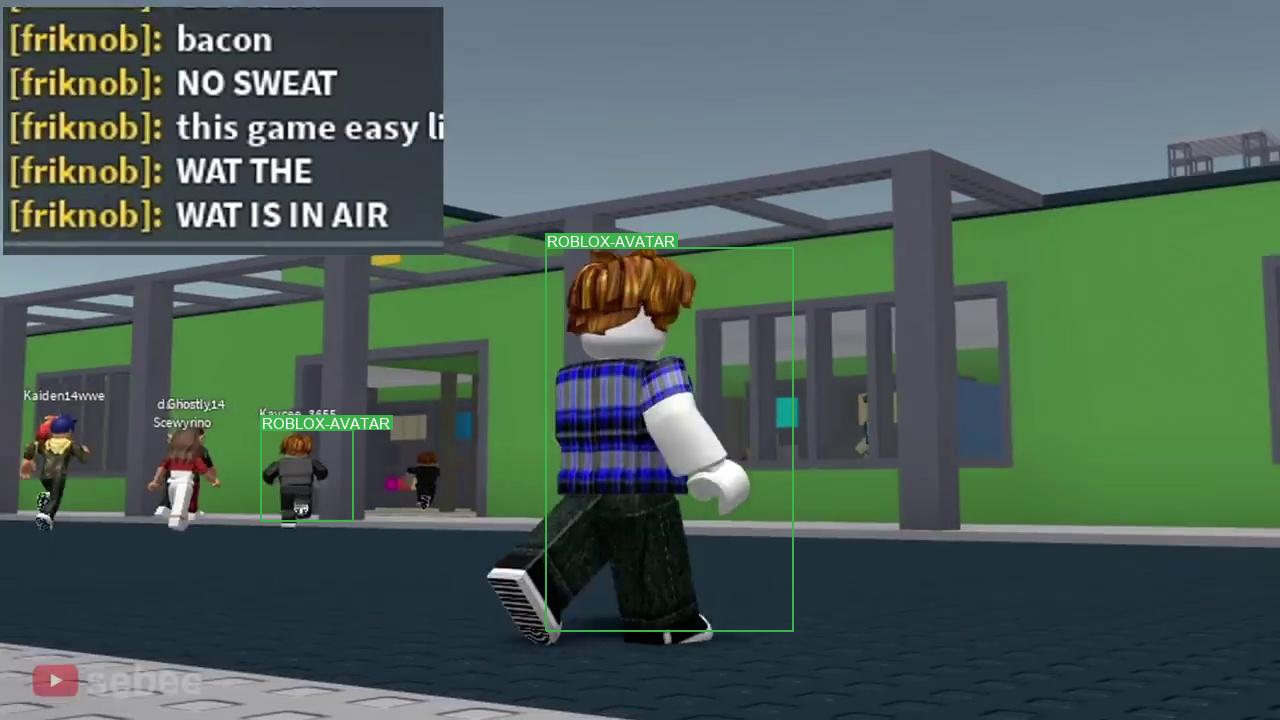 [friknob]: bacon
[friknob]: NO SWEAT
[friknob]: this game easy li
[friknob]: WAT THE
[friknob]: WAT IS IN AIR
ROBLOX-AVATAR
Kaiden14wwe
Ghostly14
Scewyrino
ROBLOX-AVATAR
sebee